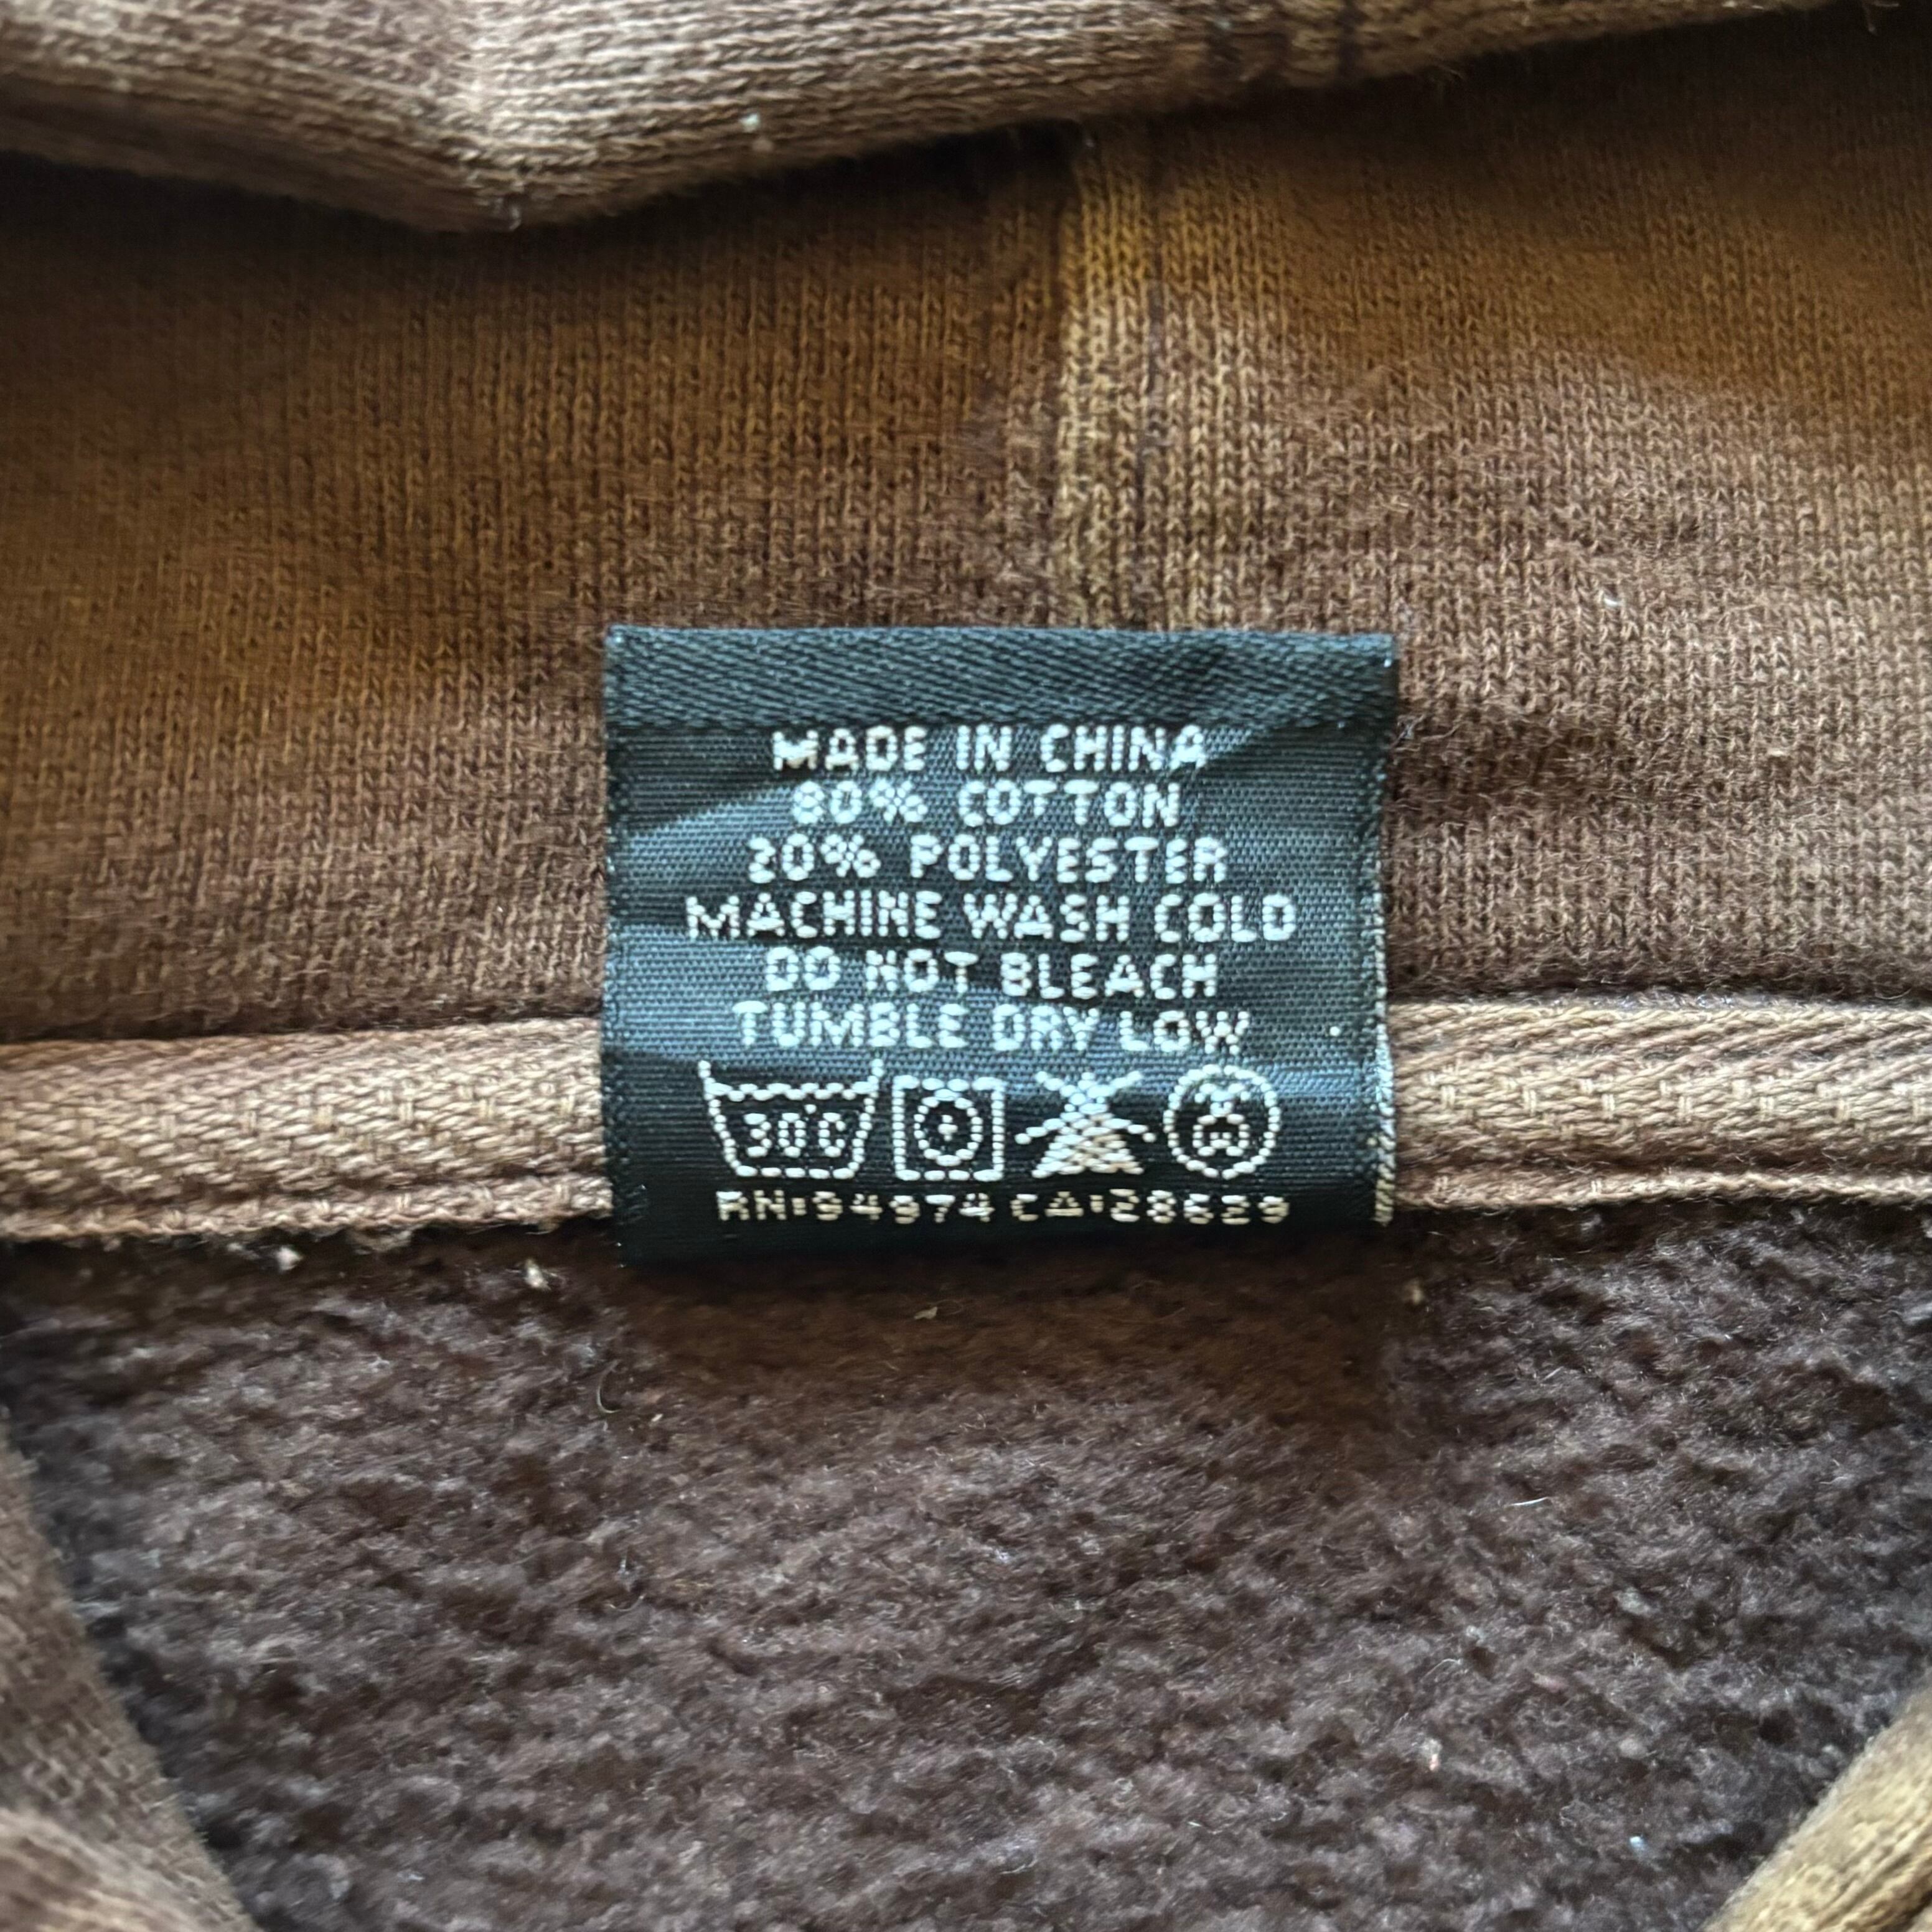 MADE IN CHINA
80% COTTON
20% POLYESTER
MACHINE WASH COLD
DO NOT BLEACH
TUMBLE DRY LOW
30°C
RN:94974 CA:28629